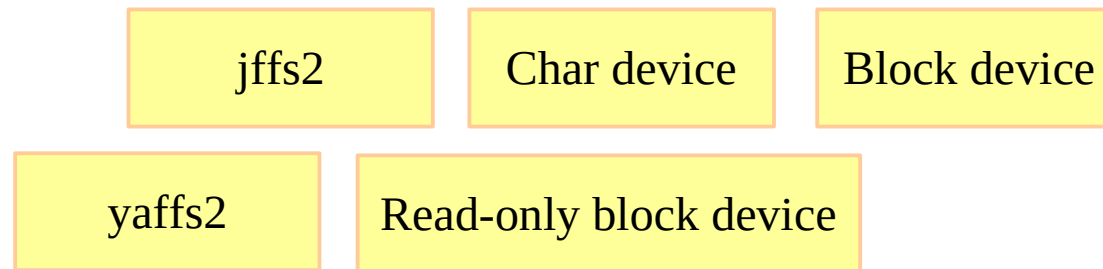 jffs2
Char device
Block device
yaffs2
Read-only block device